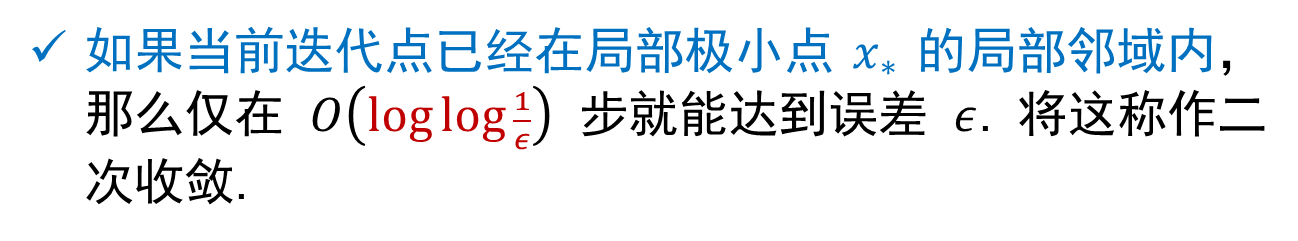 ✓ 如果当前迭代点已经在局部极小点 𝑥∗ 的局部邻域内，
那么仅在 𝑂(log log 1/𝜖) 步就能达到误差 𝜖. 将这称作二
次收敛.